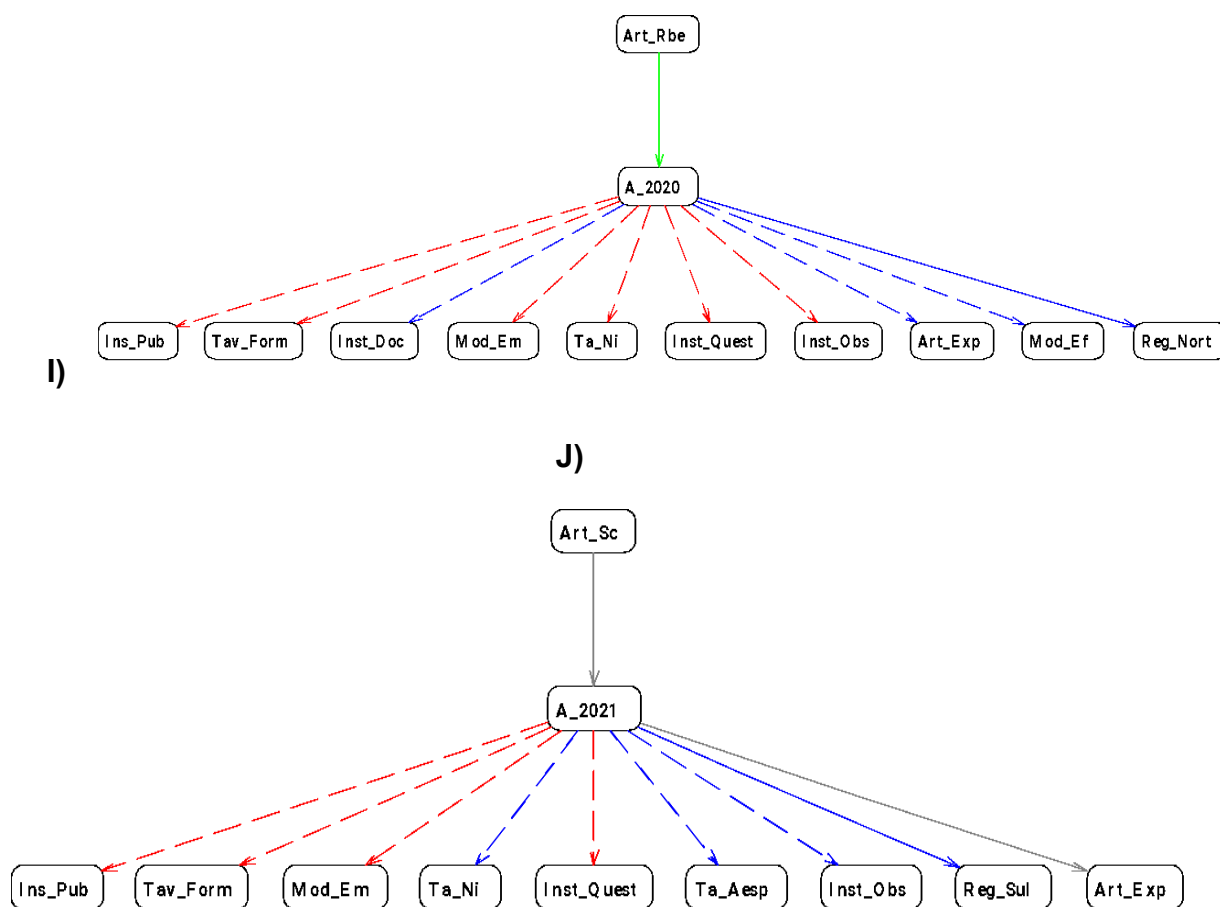 Art_Rbe
A_2020
Ins_Pub Tav_Form Inst_Doc Mod_Em Ta_Ni Inst_Quest Inst_Obs Art_Exp Mod_Ef Reg_Nort
I)
J)
Art_Sc
A_2021
Ins_Pub Tav_Form Mod_Em Ta_Ni Inst_Quest Ta_Aesp Inst_Obs Reg_Sul Art_Exp